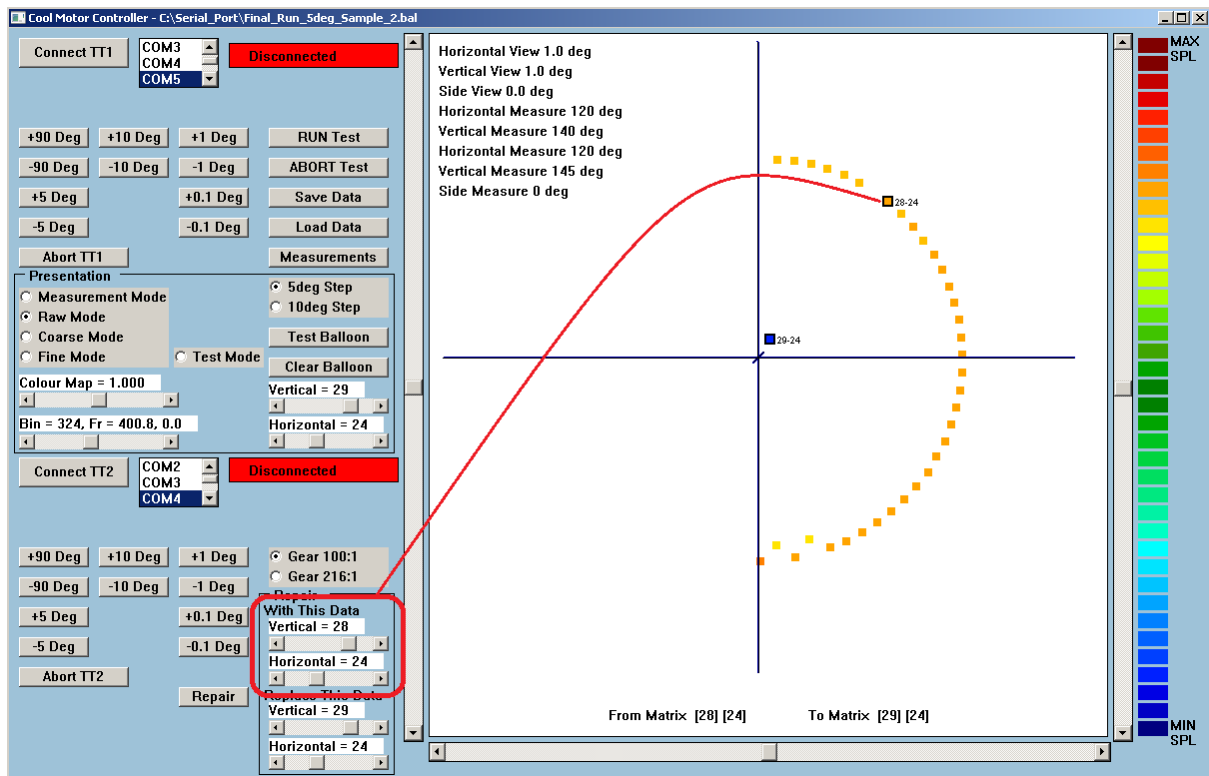 Cool Motor Controller - C:\Serial_Port\Final_Run_5deg_Sample_2.bal
Connect TT1
COM3
COM4
COM5
Disconnected
+90 Deg
+10 Deg
+1 Deg
RUN Test
-90 Deg
-10 Deg
-1 Deg
ABORT Test
+5 Deg
+0.1 Deg
Save Data
-5 Deg
-0.1 Deg
Load Data
Abort TT1
Measurements
Presentation
Measurement Mode
Raw Mode
Coarse Mode
Fine Mode
Test Mode
5deg Step
10deg Step
Test Balloon
Clear Balloon
Colour Map = 1.000
Vertical = 29
Bin = 324, Fr = 400.8, 0.0
Horizontal = 24
Connect TT2
COM2
COM3
COM4
Disconnected
+90 Deg
+10 Deg
+1 Deg
Gear 100:1
-90 Deg
-10 Deg
-1 Deg
Gear 216:1
Repair
With This Data
+5 Deg
+0.1 Deg
Vertical = 28
-5 Deg
-0.1 Deg
Horizontal = 24
Abort TT2
Repair
Replace This Data
Vertical = 29
Horizontal = 24
Horizontal View 1.0 deg
Vertical View 1.0 deg
Side View 0.0 deg
Horizontal Measure 120 deg
Vertical Measure 140 deg
Horizontal Measure 120 deg
Vertical Measure 145 deg
Side Measure 0 deg
28-24
29-24
From Matrix [28] [24]
To Matrix [29] [24]
MAX
SPL
MIN
SPL